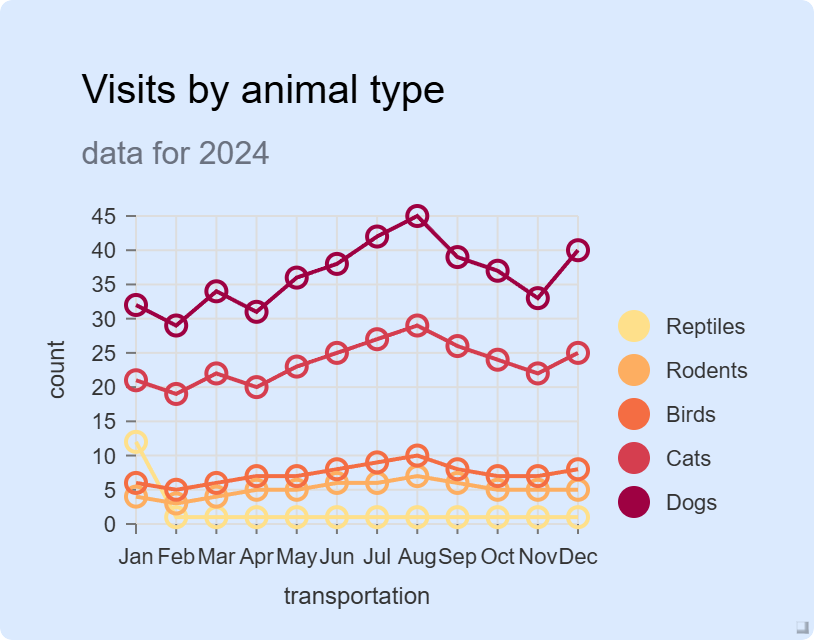 Visits by animal type
data for 2024
count
45
40
35
30
25
20
15
10
5
0
Jan Feb Mar Apr May Jun Jul Aug Sep Oct Nov Dec
transportation
Reptiles
Rodents
Birds
Cats
Dogs